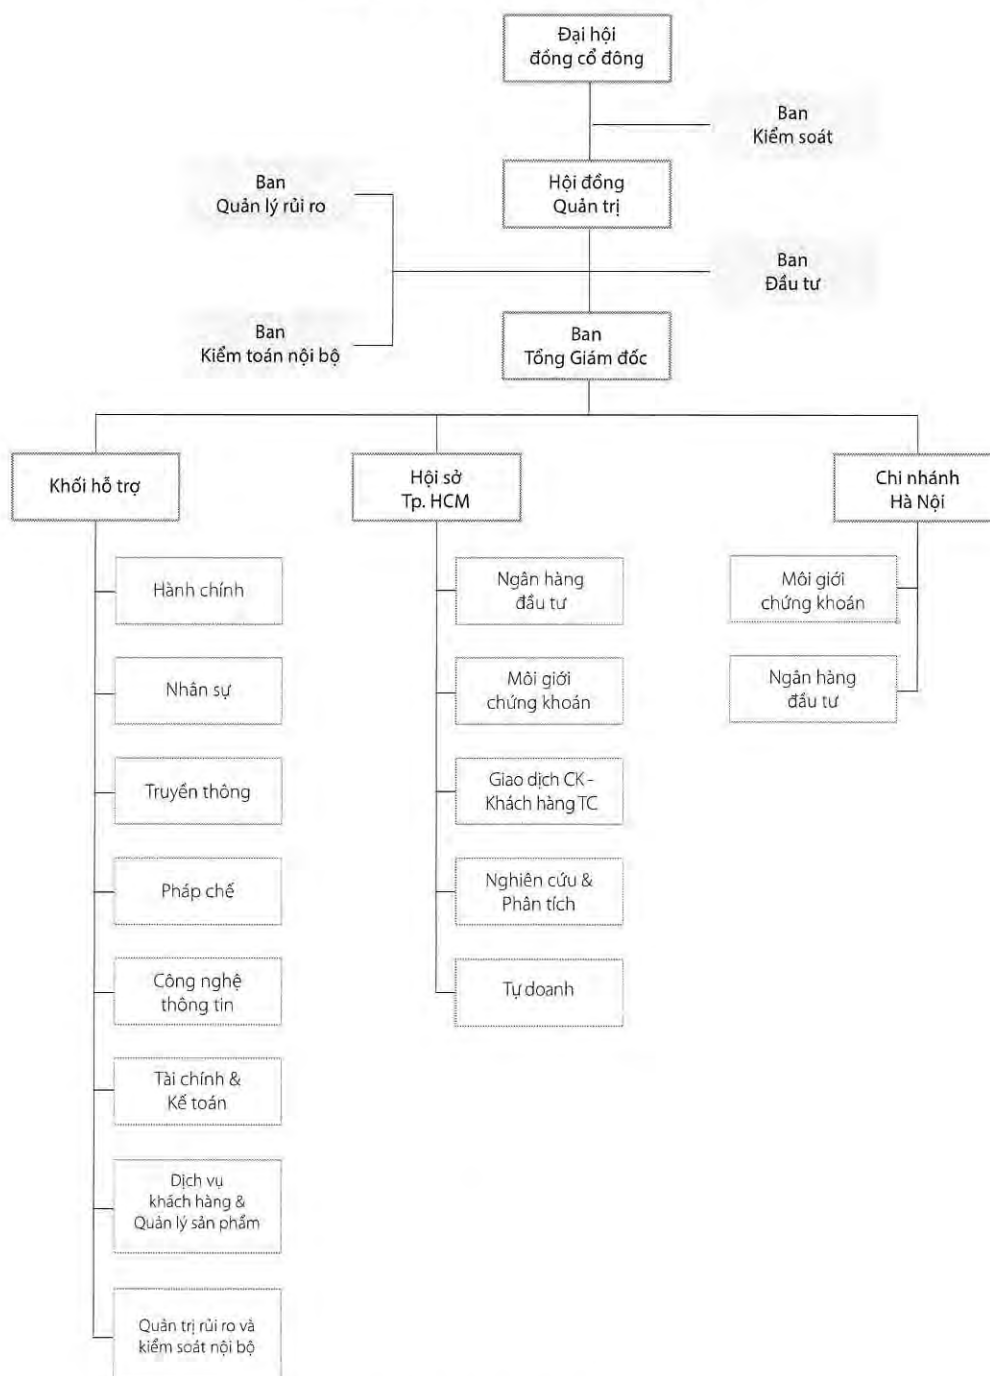 Đại hội
đồng cổ đông
Ban
Kiểm soát
Ban
Quản lý rủi ro
Hội đồng
Quản trị
Ban
Đầu tư
Ban
Kiểm toán nội bộ
Ban
Tổng Giám đốc
Khối hỗ trợ
Hội sở
Tp. HCM
Chi nhánh
Hà Nội
Hành chính
Nhân sự
Truyền thông
Pháp chế
Công nghệ
thông tin
Tài chính &
Kế toán
Dịch vụ
khách hàng &
Quản lý sản phẩm
Quản trị rủi ro và
kiểm soát nội bộ
Ngân hàng
đầu tư
Môi giới
chứng khoán
Giao dịch CK -
Khách hàng TC
Nghiên cứu &
Phân tích
Tự doanh
Môi giới
chứng khoán
Ngân hàng
đầu tư